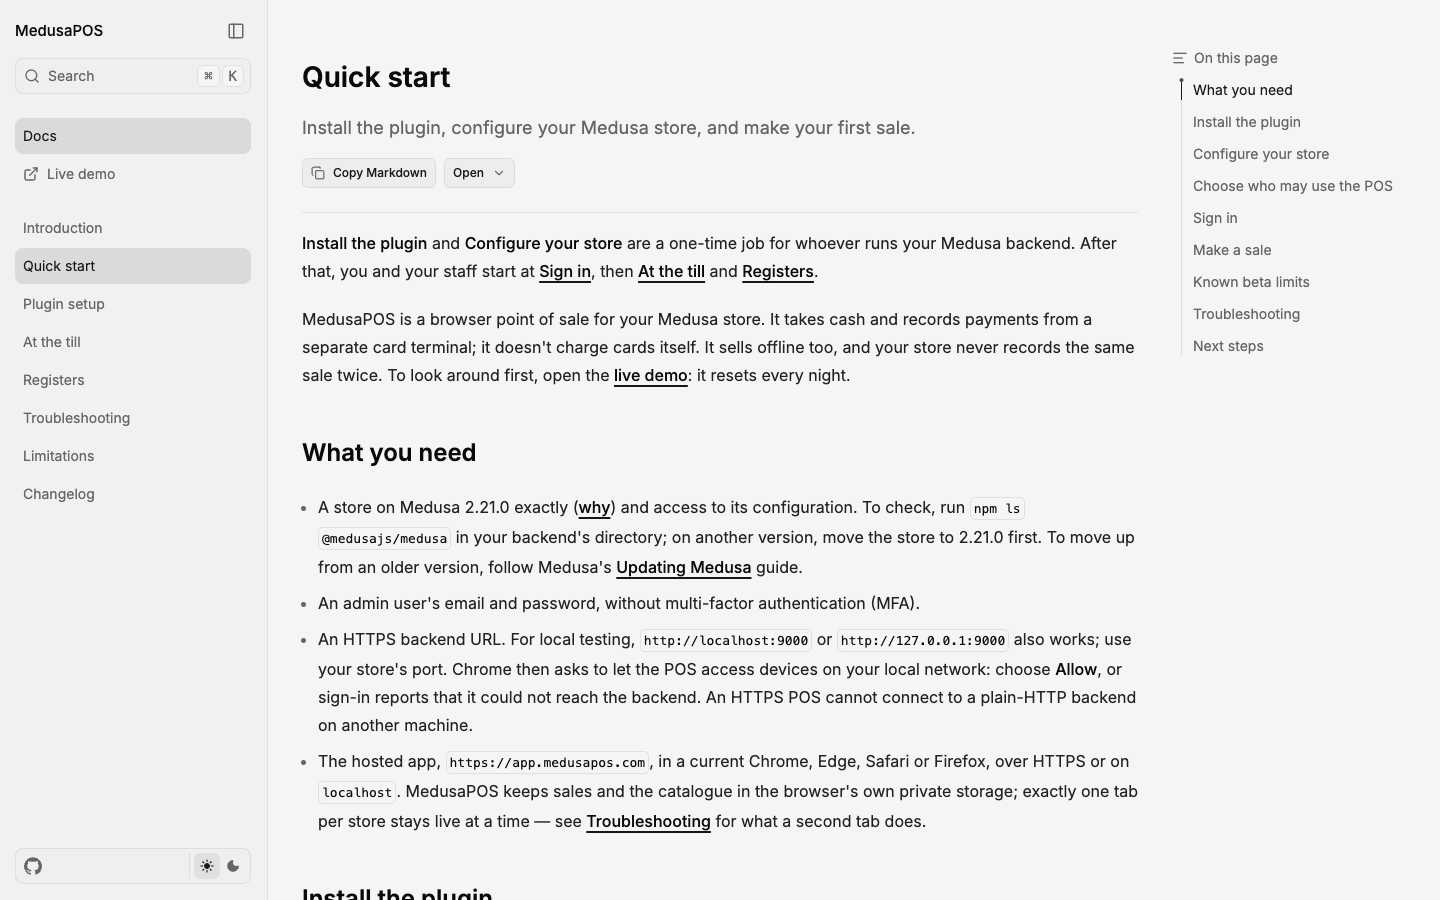 MedusaPOS
Search
⌘ K
Docs
Live demo
Introduction
Quick start
Plugin setup
At the till
Registers
Troubleshooting
Limitations
Changelog
Quick start
Install the plugin, configure your Medusa store, and make your first sale.
Copy Markdown
Open
Install the plugin and Configure your store are a one-time job for whoever runs your Medusa backend. After
that, you and your staff start at Sign in, then At the till and Registers.
MedusaPOS is a browser point of sale for your Medusa store. It takes cash and records payments from a
separate card terminal; it doesn't charge cards itself. It sells offline too, and your store never records the same
sale twice. To look around first, open the live demo: it resets every night.
What you need
A store on Medusa 2.21.0 exactly (why) and access to its configuration. To check, run npm ls
@medusajs/medusa in your backend's directory; on another version, move the store to 2.21.0 first. To move up
from an older version, follow Medusa's Updating Medusa guide.
An admin user's email and password, without multi-factor authentication (MFA).
An HTTPS backend URL. For local testing, http://localhost:9000 or http://127.0.0.1:9000 also works; use
your store's port. Chrome then asks to let the POS access devices on your local network: choose Allow, or
sign-in reports that it could not reach the backend. An HTTPS POS cannot connect to a plain-HTTP backend
on another machine.
The hosted app, https://app.medusapos.com, in a current Chrome, Edge, Safari or Firefox, over HTTPS or on
localhost. MedusaPOS keeps sales and the catalogue in the browser's own private storage; exactly one tab
per store stays live at a time — see Troubleshooting for what a second tab does.
Install the plugin
On this page
What you need
Install the plugin
Configure your store
Choose who may use the POS
Sign in
Make a sale
Known beta limits
Troubleshooting
Next steps